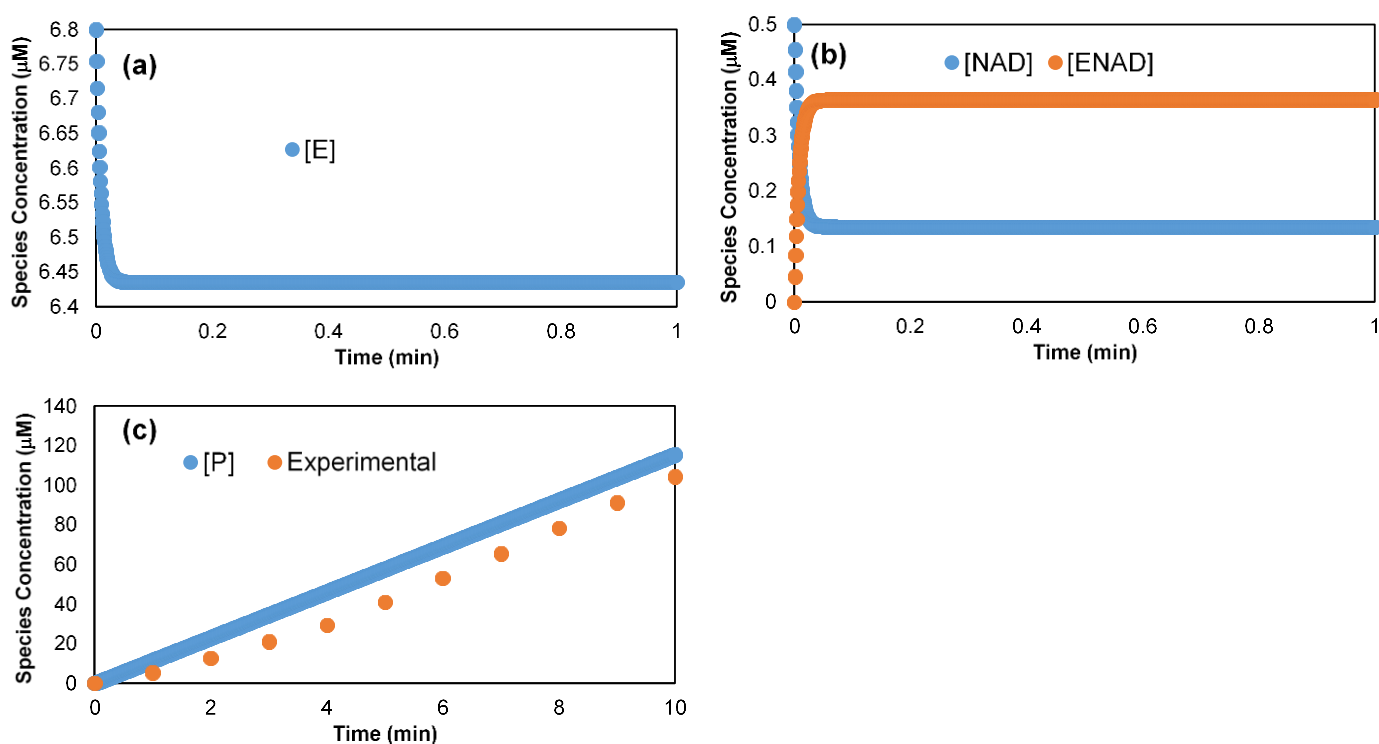 (a)
[E]
6.8
6.75
6.7
6.65
6.6
6.55
6.5
6.45
6.4
Species Concentration (μM)
0 0.2 0.4 0.6 0.8 1
Time (min)
(b)
[NAD] [ENAD]
0.5
0.4
0.3
0.2
0.1
0
Species Concentration (μM)
0 0.2 0.4 0.6 0.8 1
Time (min)
(c)
[P] Experimental
140
120
100
80
60
40
20
0
Species Concentration (μM)
0 2 4 6 8 10
Time (min)